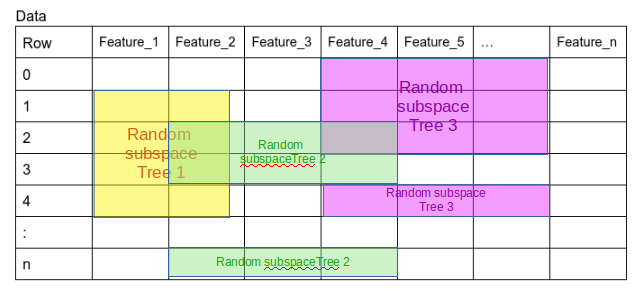 Data
Row Feature_1 Feature_2 Feature_3 Feature_4 Feature_5 ... Feature_n
0
1
2
3
4
:
n
Random
subspace
Tree 1
Random
subspaceTree 2
Random
subspace
Tree 3
Random subspace
Tree 3
Random subspaceTree 2